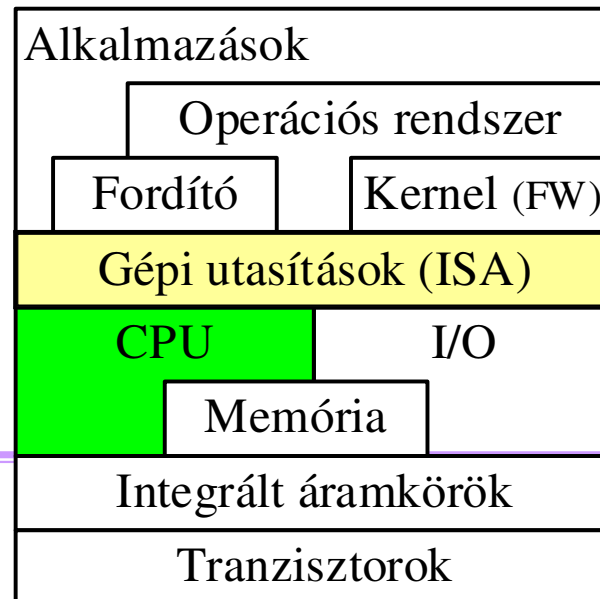 Alkalmazások
Operációs rendszer
Fordító Kernel (FW)
Gépi utasítások (ISA)
CPU I/O
Memória
Integrált áramkörök
Tranzisztorok